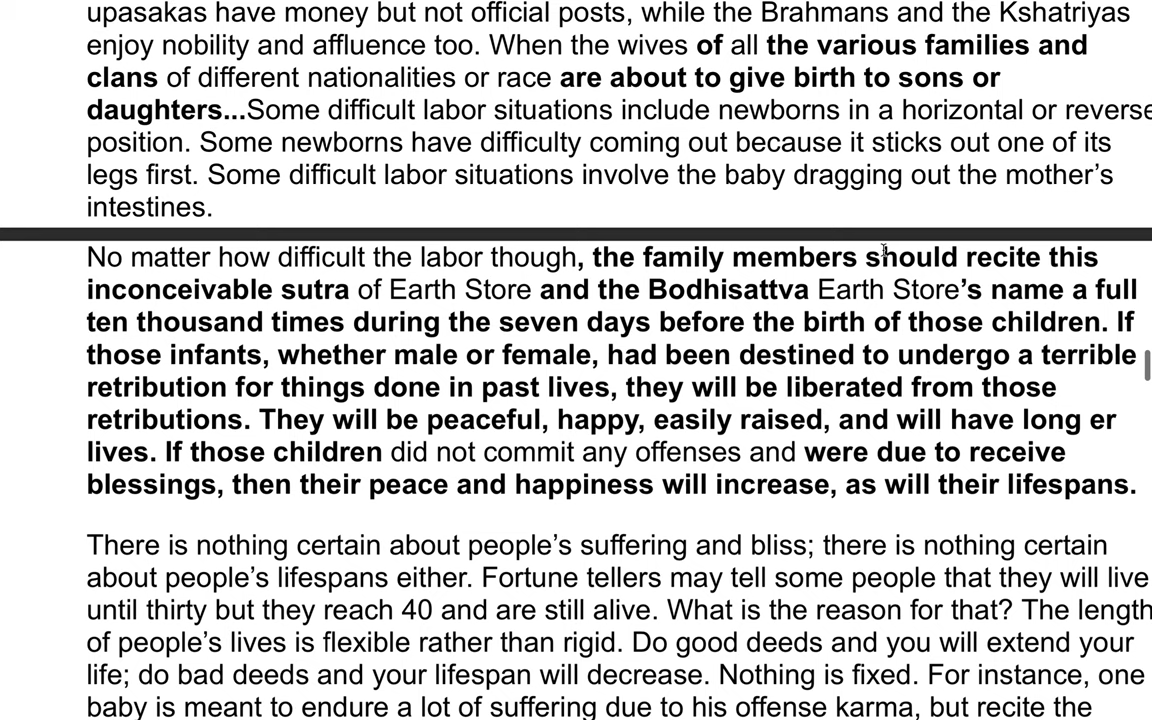 upasakas have money but not official posts, while the Brahmans and the Kshatriyas
enjoy nobility and affluence too. When the wives of all the various families and
clans of different nationalities or race are about to give birth to sons or
daughters...Some difficult labor situations include newborns in a horizontal or reverse
position. Some newborns have difficulty coming out because it sticks out one of its
legs first. Some difficult labor situations involve the baby dragging out the mother’s
intestines.
No matter how difficult the labor though, the family members should recite this
inconceivable sutra of Earth Store and the Bodhisattva Earth Store’s name a full
ten thousand times during the seven days before the birth of those children. If
those infants, whether male or female, had been destined to undergo a terrible
retribution for things done in past lives, they will be liberated from those
retributions. They will be peaceful, happy, easily raised, and will have long er
lives. If those children did not commit any offenses and were due to receive
blessings, then their peace and happiness will increase, as will their lifespans.
There is nothing certain about people’s suffering and bliss; there is nothing certain
about people’s lifespans either. Fortune tellers may tell some people that they will live
until thirty but they reach 40 and are still alive. What is the reason for that? The length
of people’s lives is flexible rather than rigid. Do good deeds and you will extend your
life; do bad deeds and your lifespan will decrease. Nothing is fixed. For instance, one
baby is meant to endure a lot of suffering due to his offense karma, but recite the